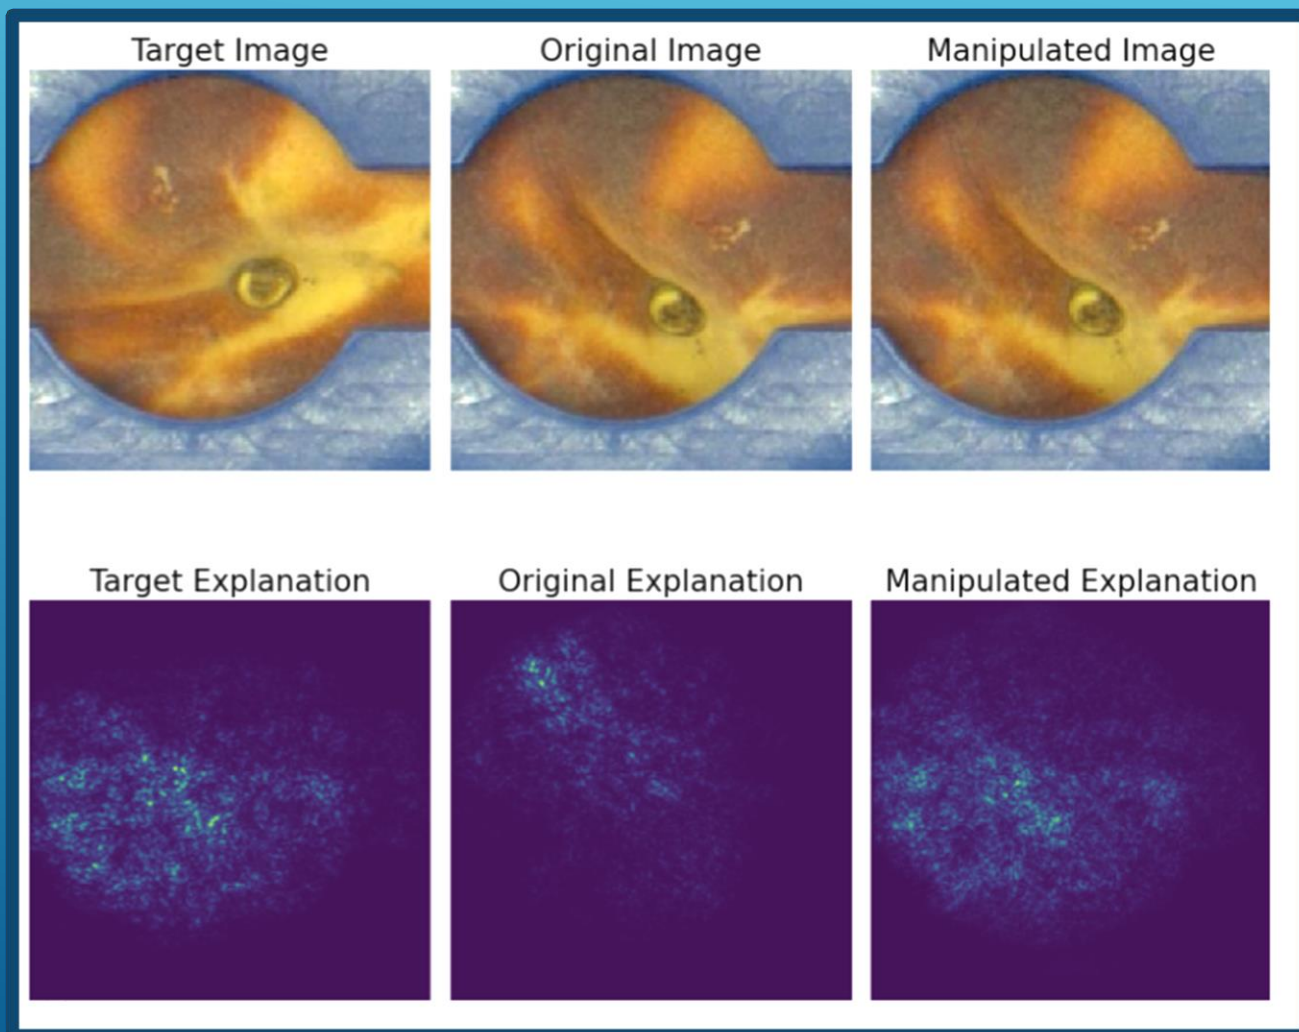 Target Image
Original Image
Manipulated Image
Target Explanation
Original Explanation
Manipulated Explanation